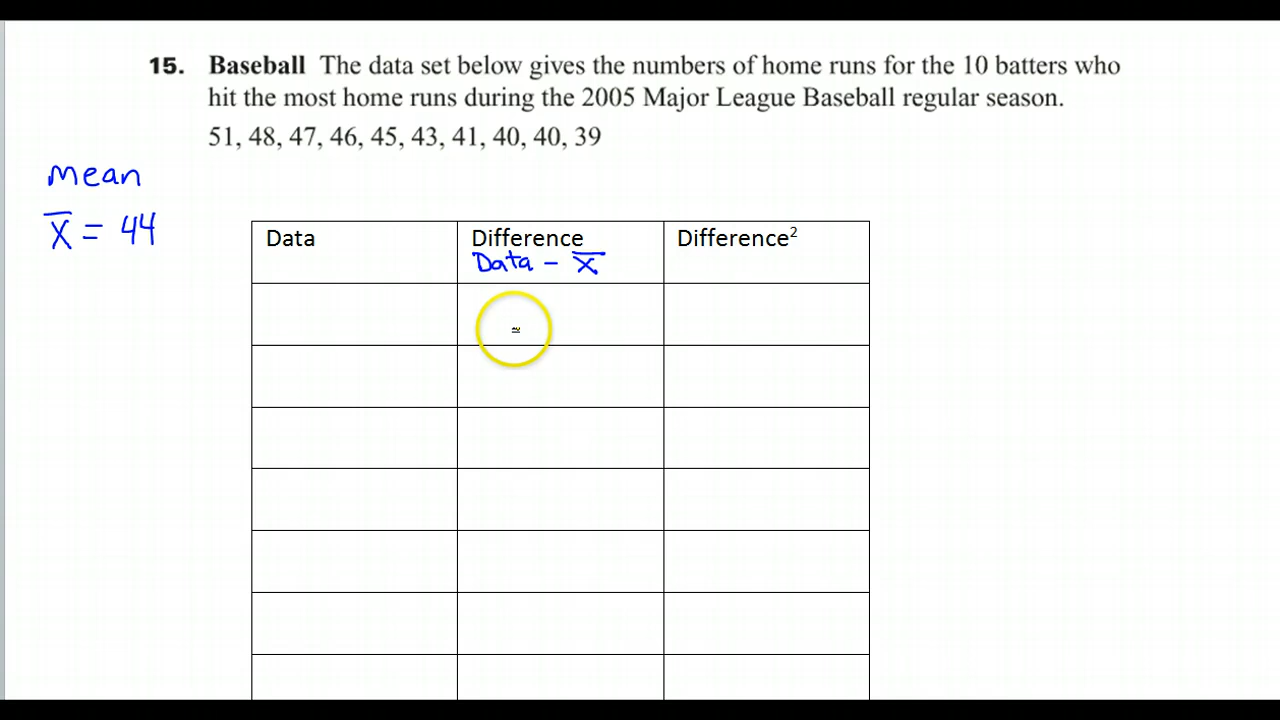 15. Baseball The data set below gives the numbers of home runs for the 10 batters who
hit the most home runs during the 2005 Major League Baseball regular season.
51, 48, 47, 46, 45, 43, 41, 40, 40, 39
mean
x̅ = 44
Data Difference Difference²
Data - x̅